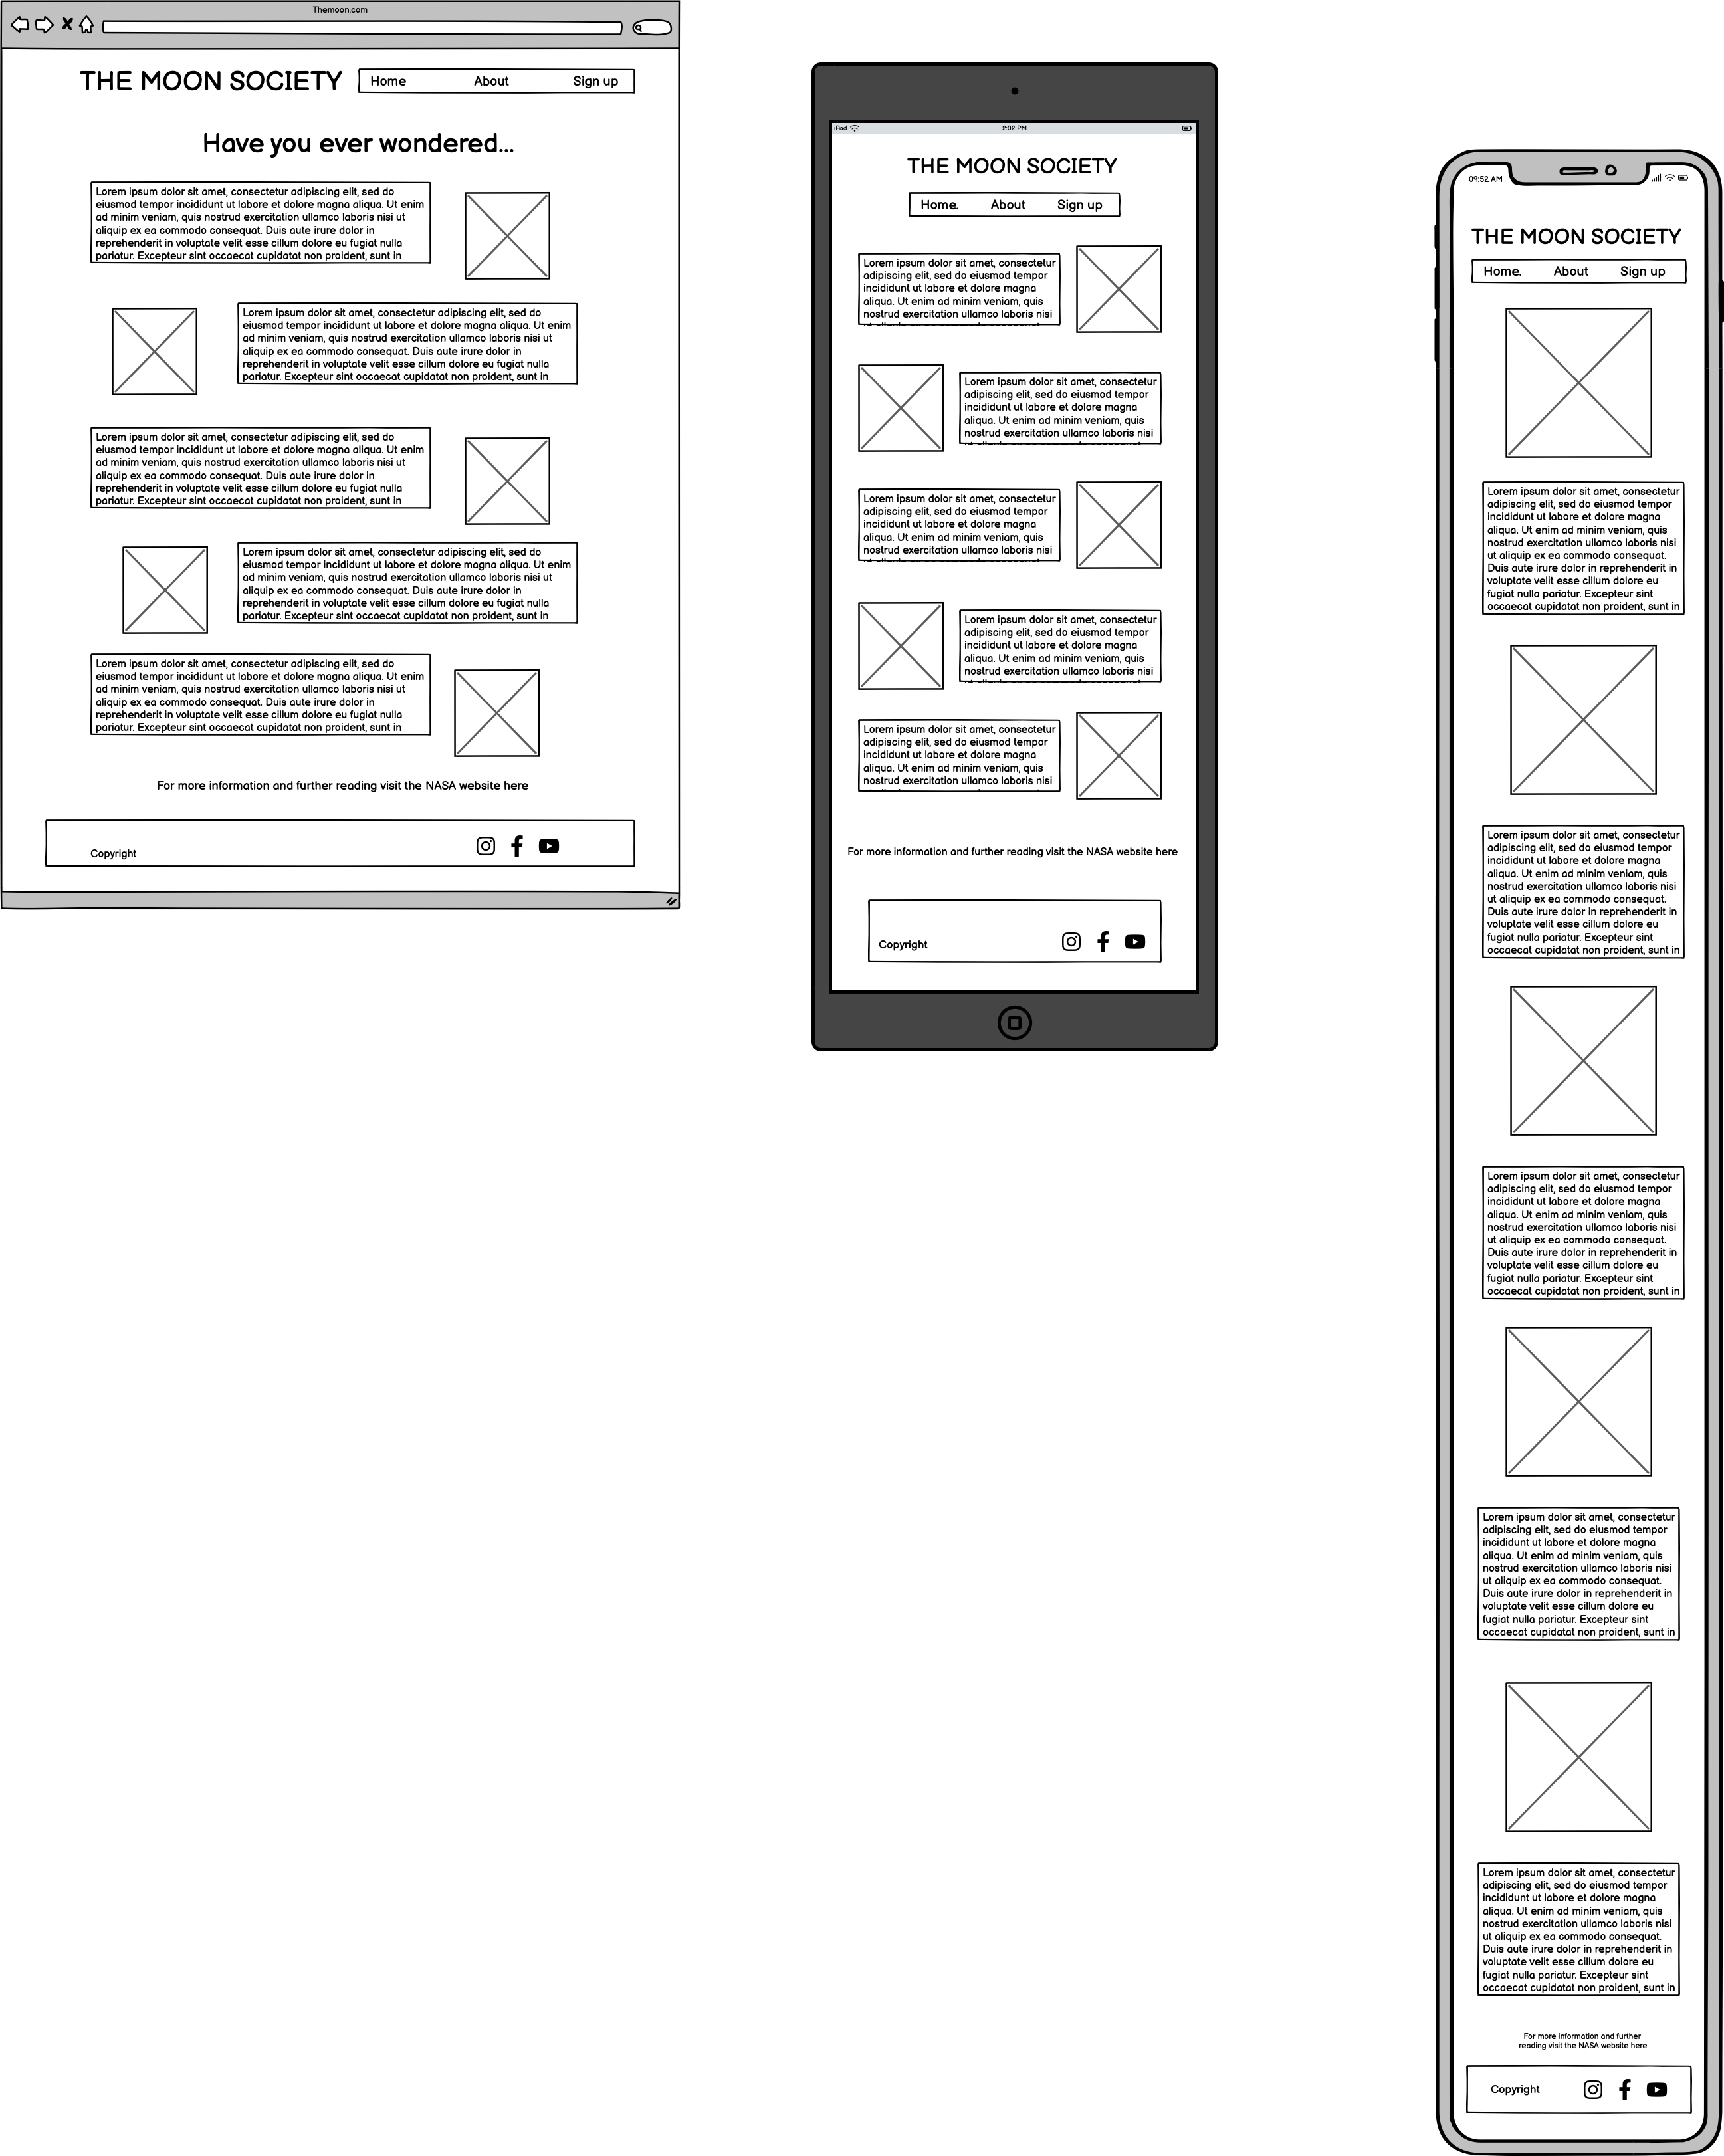 Themoon.com
THE MOON SOCIETY
Home About Sign up
Have you ever wondered...
Lorem ipsum dolor sit amet, consectetur adipiscing elit, sed do
eiusmod tempor incididunt ut labore et dolore magna aliqua. Ut enim
ad minim veniam, quis nostrud exercitation ullamco laboris nisi ut
aliquip ex ea commodo consequat. Duis aute irure dolor in
reprehenderit in voluptate velit esse cillum dolore eu fugiat nulla
pariatur. Excepteur sint occaecat cupidatat non proident, sunt in
Lorem ipsum dolor sit amet, consectetur adipiscing elit, sed do
eiusmod tempor incididunt ut labore et dolore magna aliqua. Ut enim
ad minim veniam, quis nostrud exercitation ullamco laboris nisi ut
aliquip ex ea commodo consequat. Duis aute irure dolor in
reprehenderit in voluptate velit esse cillum dolore eu fugiat nulla
pariatur. Excepteur sint occaecat cupidatat non proident, sunt in
Lorem ipsum dolor sit amet, consectetur adipiscing elit, sed do
eiusmod tempor incididunt ut labore et dolore magna aliqua. Ut enim
ad minim veniam, quis nostrud exercitation ullamco laboris nisi ut
aliquip ex ea commodo consequat. Duis aute irure dolor in
reprehenderit in voluptate velit esse cillum dolore eu fugiat nulla
pariatur. Excepteur sint occaecat cupidatat non proident, sunt in
Lorem ipsum dolor sit amet, consectetur adipiscing elit, sed do
eiusmod tempor incididunt ut labore et dolore magna aliqua. Ut enim
ad minim veniam, quis nostrud exercitation ullamco laboris nisi ut
aliquip ex ea commodo consequat. Duis aute irure dolor in
reprehenderit in voluptate velit esse cillum dolore eu fugiat nulla
pariatur. Excepteur sint occaecat cupidatat non proident, sunt in
Lorem ipsum dolor sit amet, consectetur adipiscing elit, sed do
eiusmod tempor incididunt ut labore et dolore magna aliqua. Ut enim
ad minim veniam, quis nostrud exercitation ullamco laboris nisi ut
aliquip ex ea commodo consequat. Duis aute irure dolor in
reprehenderit in voluptate velit esse cillum dolore eu fugiat nulla
pariatur. Excepteur sint occaecat cupidatat non proident, sunt in
For more information and further reading visit the NASA website here
Copyright
iPad 2:02 PM
THE MOON SOCIETY
Home. About Sign up
Lorem ipsum dolor sit amet, consectetur
adipiscing elit, sed do eiusmod tempor
incididunt ut labore et dolore magna
aliqua. Ut enim ad minim veniam, quis
nostrud exercitation ullamco laboris nisi
Lorem ipsum dolor sit amet, consectetur
adipiscing elit, sed do eiusmod tempor
incididunt ut labore et dolore magna
aliqua. Ut enim ad minim veniam, quis
nostrud exercitation ullamco laboris nisi
Lorem ipsum dolor sit amet, consectetur
adipiscing elit, sed do eiusmod tempor
incididunt ut labore et dolore magna
aliqua. Ut enim ad minim veniam, quis
nostrud exercitation ullamco laboris nisi
Lorem ipsum dolor sit amet, consectetur
adipiscing elit, sed do eiusmod tempor
incididunt ut labore et dolore magna
aliqua. Ut enim ad minim veniam, quis
nostrud exercitation ullamco laboris nisi
Lorem ipsum dolor sit amet, consectetur
adipiscing elit, sed do eiusmod tempor
incididunt ut labore et dolore magna
aliqua. Ut enim ad minim veniam, quis
nostrud exercitation ullamco laboris nisi
For more information and further reading visit the NASA website here
Copyright
09:52 AM
THE MOON SOCIETY
Home. About Sign up
Lorem ipsum dolor sit amet, consectetur
adipiscing elit, sed do eiusmod tempor
incididunt ut labore et dolore magna
aliqua. Ut enim ad minim veniam, quis
nostrud exercitation ullamco laboris nisi
ut aliquip ex ea commodo consequat.
Duis aute irure dolor in reprehenderit in
voluptate velit esse cillum dolore eu
fugiat nulla pariatur. Excepteur sint
occaecat cupidatat non proident, sunt in
Lorem ipsum dolor sit amet, consectetur
adipiscing elit, sed do eiusmod tempor
incididunt ut labore et dolore magna
aliqua. Ut enim ad minim veniam, quis
nostrud exercitation ullamco laboris nisi
ut aliquip ex ea commodo consequat.
Duis aute irure dolor in reprehenderit in
voluptate velit esse cillum dolore eu
fugiat nulla pariatur. Excepteur sint
occaecat cupidatat non proident, sunt in
Lorem ipsum dolor sit amet, consectetur
adipiscing elit, sed do eiusmod tempor
incididunt ut labore et dolore magna
aliqua. Ut enim ad minim veniam, quis
nostrud exercitation ullamco laboris nisi
ut aliquip ex ea commodo consequat.
Duis aute irure dolor in reprehenderit in
voluptate velit esse cillum dolore eu
fugiat nulla pariatur. Excepteur sint
occaecat cupidatat non proident, sunt in
Lorem ipsum dolor sit amet, consectetur
adipiscing elit, sed do eiusmod tempor
incididunt ut labore et dolore magna
aliqua. Ut enim ad minim veniam, quis
nostrud exercitation ullamco laboris nisi
ut aliquip ex ea commodo consequat.
Duis aute irure dolor in reprehenderit in
voluptate velit esse cillum dolore eu
fugiat nulla pariatur. Excepteur sint
occaecat cupidatat non proident, sunt in
Lorem ipsum dolor sit amet, consectetur
adipiscing elit, sed do eiusmod tempor
incididunt ut labore et dolore magna
aliqua. Ut enim ad minim veniam, quis
nostrud exercitation ullamco laboris nisi
ut aliquip ex ea commodo consequat.
Duis aute irure dolor in reprehenderit in
voluptate velit esse cillum dolore eu
fugiat nulla pariatur. Excepteur sint
occaecat cupidatat non proident, sunt in
For more information and further
reading visit the NASA website here
Copyright